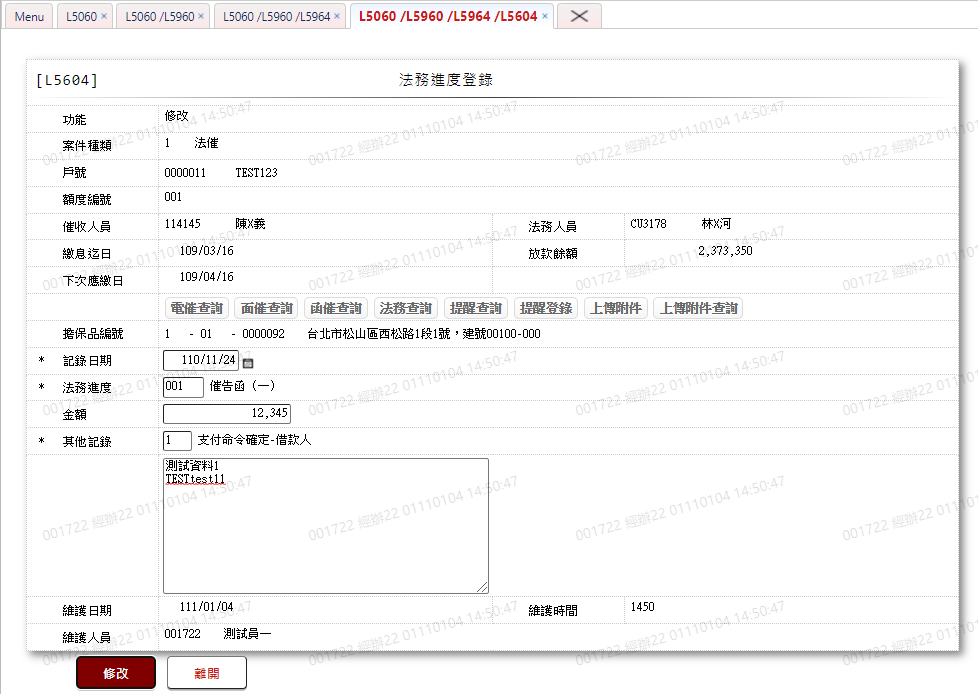 Menu L5060 × L5060 /L5960 × L5060 /L5960 /L5964 × L5060 /L5960 /L5964 /L5604 ×
[L5604] 法務進度登錄
功能 修改
案件種類 1 法催
戶號 0000011 TEST123
額度編號 001
催收人員 114145 陳X義 法務人員 CU3178 林X河
繳息迄日 109/03/16 放款餘額 2,373,350
下次應繳日 109/04/16
電催查詢 面催查詢 函催查詢 法務查詢 提醒查詢 提醒登錄 上傳附件 上傳附件查詢
擔保品編號 1 - 01 - 0000092 台北市松山區西松路1段1號，建號00100-000
* 記錄日期 110/11/24
* 法務進度 001 催告函（一）
金額 12,345
* 其他記錄 1 支付命令確定-借款人
測試資料1
TESTtest11
維護日期 111/01/04 維護時間 1450
維護人員 001722 測試員一
修改 離開
001722 經辦22 01110104 14:50:47